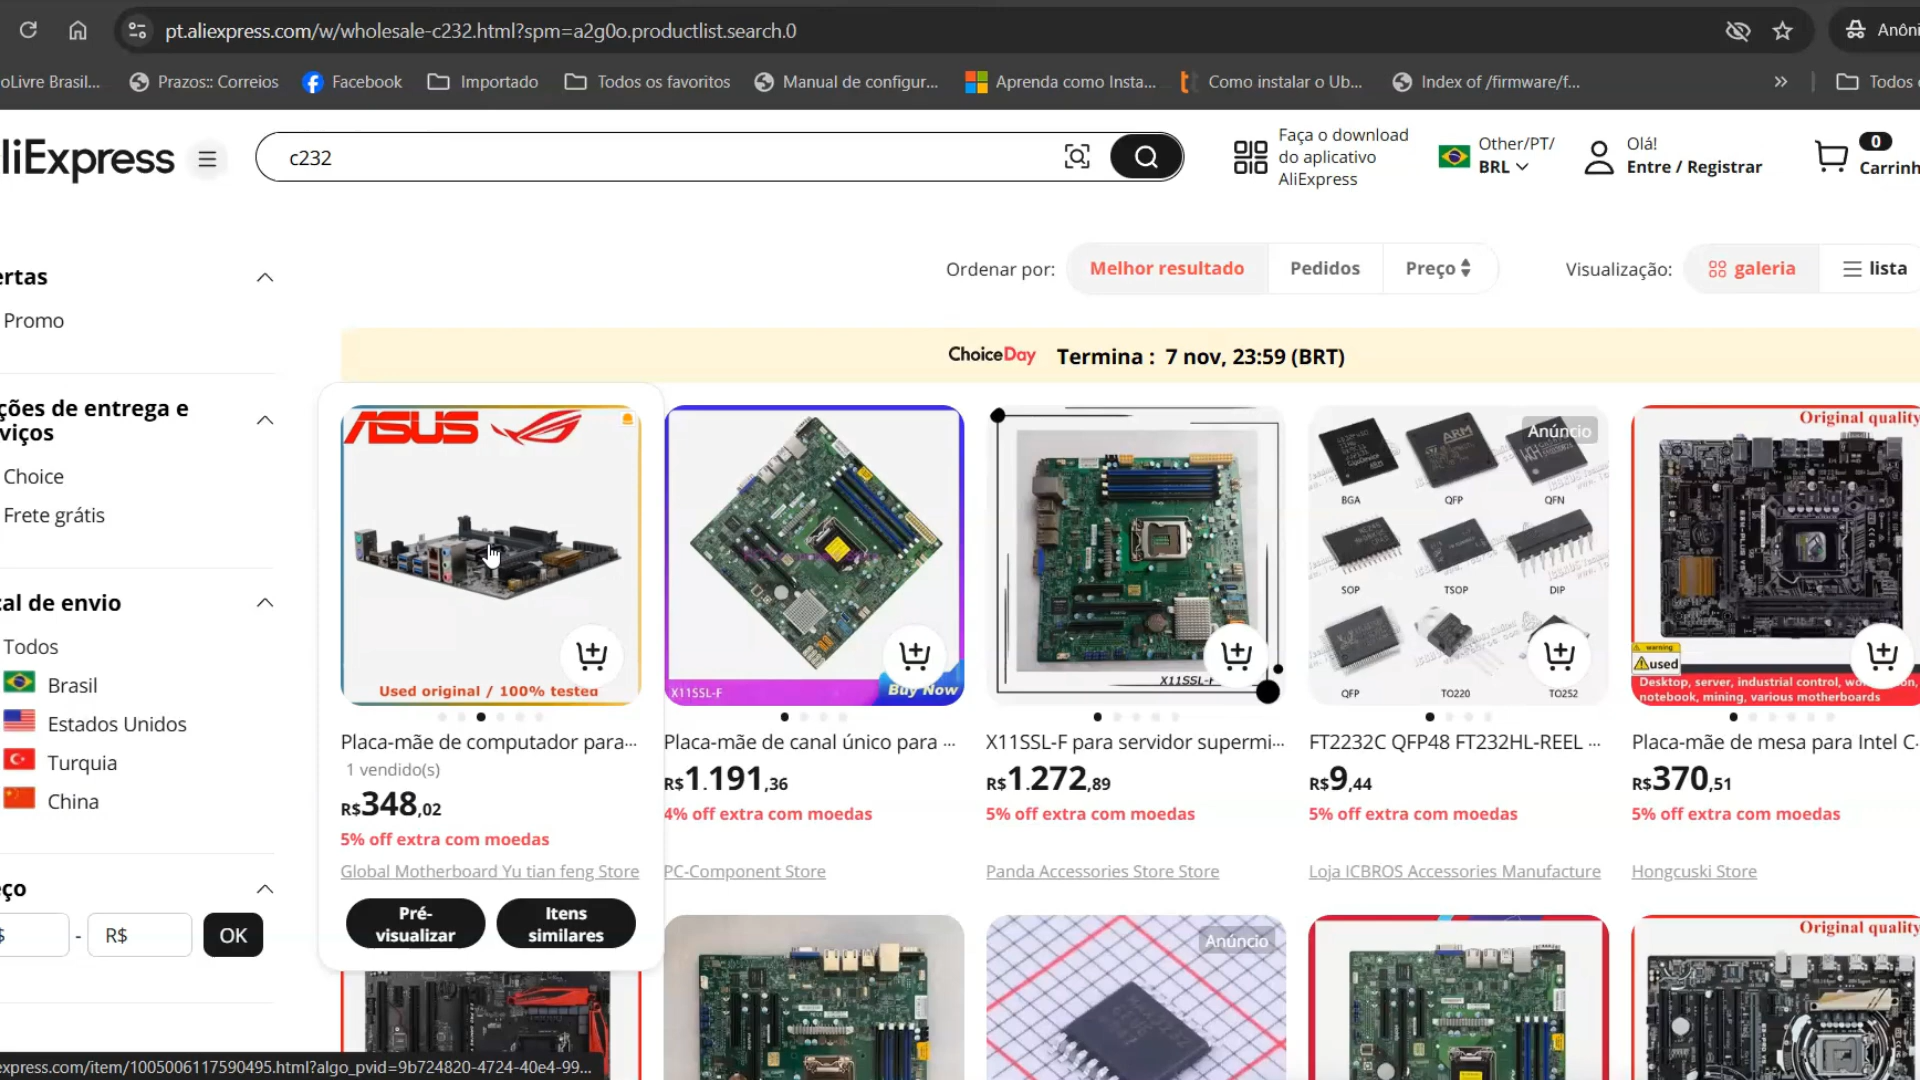 pt.aliexpress.com/w/wholesale-c232.html?spm=a2g0o.productlist.search.0
Anôni
oLivre Brasil...
Prazos:: Correios
Facebook
Importado
Todos os favoritos
Manual de configur...
Aprenda como Insta...
Como instalar o Ub...
Index of /firmware/f...
»
Todos
liExpress
c232
Faça o download
do aplicativo
AliExpress
Other/PT/
BRL
Olá!
Entre / Registrar
0
Carrinh
ertas
Promo
Ordenar por:
Melhor resultado
Pedidos
Preço
Visualização:
galeria
lista
ChoiceDay Termina : 7 nov, 23:59 (BRT)
ções de entrega e
viços
Choice
Frete grátis
al de envio
Todos
Brasil
Estados Unidos
Turquia
China
ço
R$
-
R$
OK
ASUS
Used original / 100% tested
Placa-mãe de computador para...
1 vendido(s)
R$348,02
5% off extra com moedas
Global Motherboard Yu tian feng Store
Pré-
visualizar
Itens
similares
X11SSL-F
Buy Now
Placa-mãe de canal único para ...
R$1.191,36
4% off extra com moedas
PC-Component Store
X11SSL-F
X11SSL-F para servidor supermi...
R$1.272,89
5% off extra com moedas
Panda Accessories Store Store
Anúncio
ARM
BGA
QFP
QFN
SOP
TSOP
DIP
QFP
TO220
TO252
FT2232C QFP48 FT232HL-REEL ...
R$9,44
5% off extra com moedas
Loja ICBROS Accessories Manufacture
Original quality
warning
used
Desktop, server, industrial control,
notebook, mining, various motherboards
Placa-mãe de mesa para Intel C.
R$370,51
5% off extra com moedas
Hongcuski Store
Anúncio
Original quality
xpress.com/item/1005006117590495.html?algo_pvid=9b724820-4724-40e4-99...